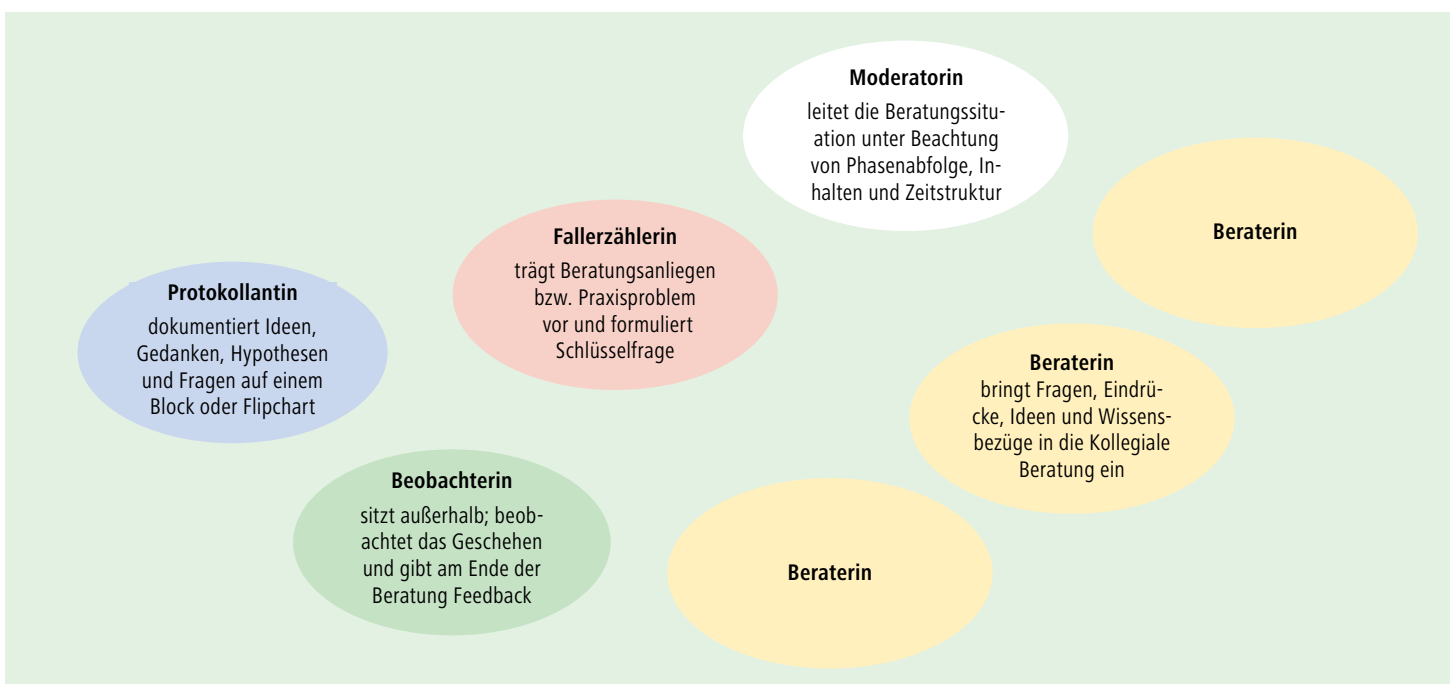 Moderatorin
leitet die Beratungssitu-
ation unter Beachtung
von Phasenabfolge, In-
halten und Zeitstruktur
Beraterin
Fallerzählerin
trägt Beratungsanliegen
bzw. Praxisproblem
vor und formuliert
Schlüsselfrage
Protokollantin
dokumentiert Ideen,
Gedanken, Hypothesen
und Fragen auf einem
Block oder Flipchart
Beraterin
bringt Fragen, Eindrü-
cke, Ideen und Wissens-
bezüge in die Kollegiale
Beratung ein
Beobachterin
sitzt außerhalb; beob-
achtet das Geschehen
und gibt am Ende der
Beratung Feedback
Beraterin